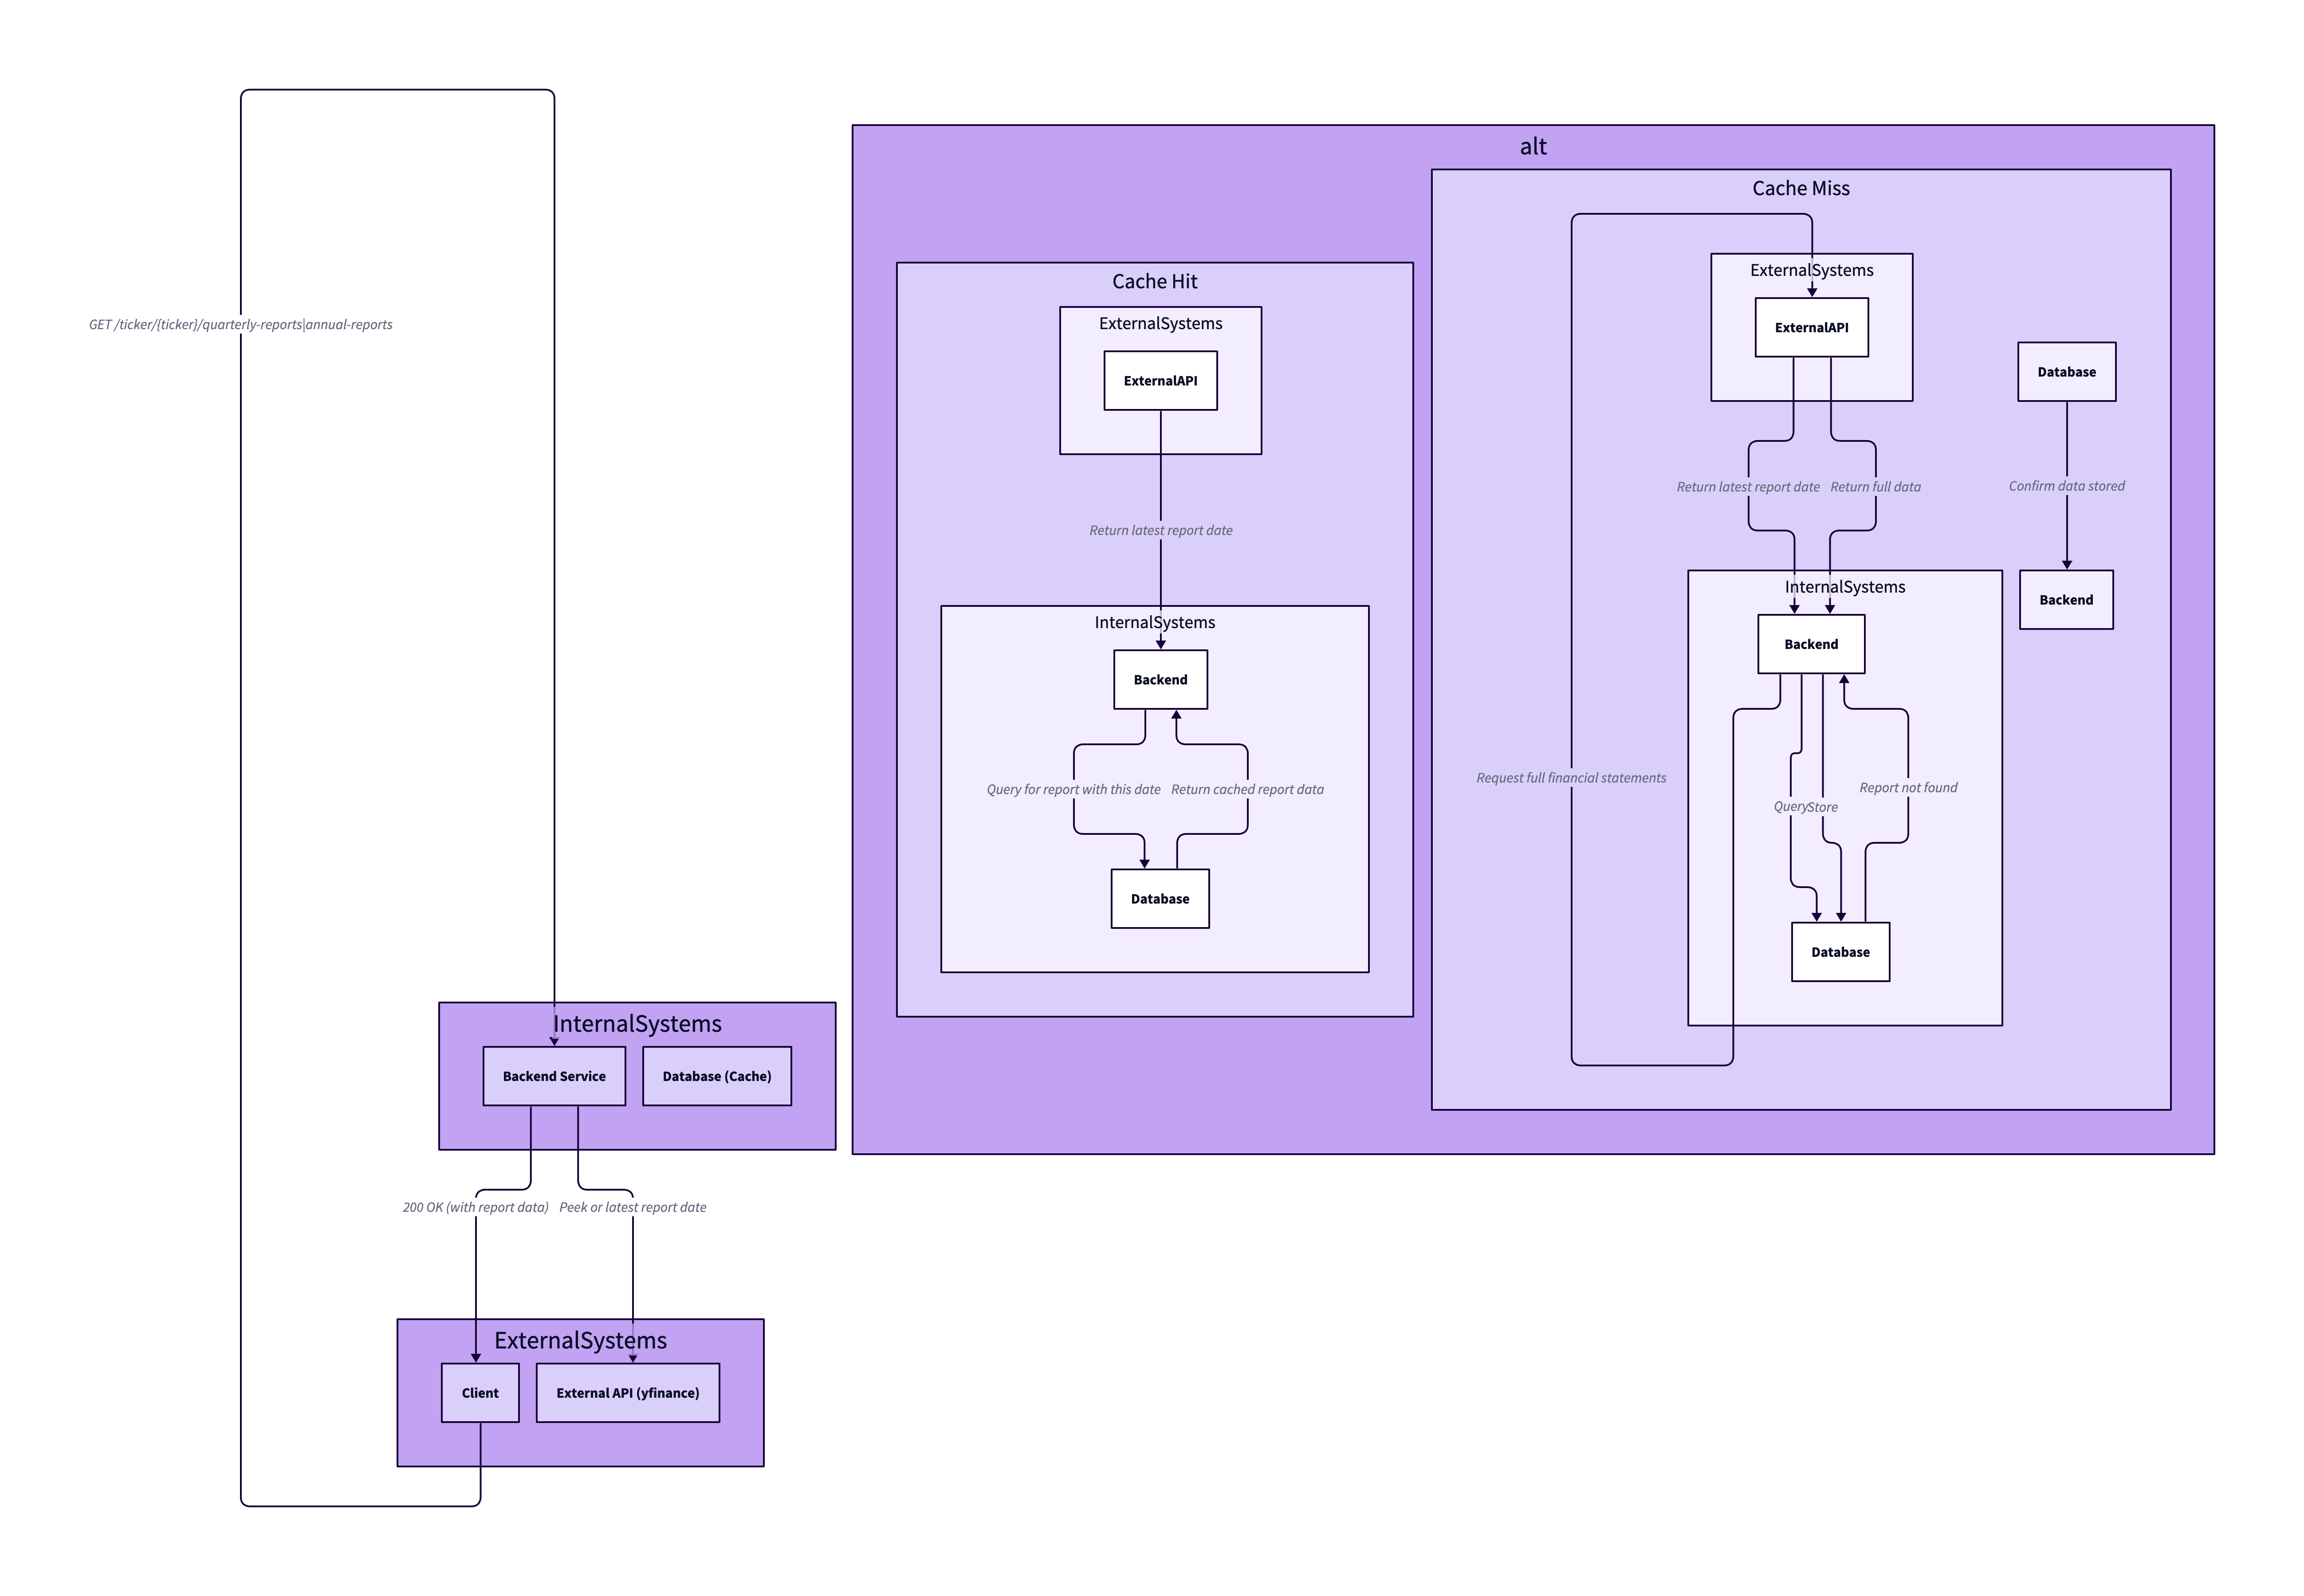 GET /ticker/{ticker}/quarterly-reports|annual-reports
InternalSystems
Backend Service
Database (Cache)
200 OK (with report data)
Peek or latest report date
ExternalSystems
Client
External API (yfinance)
alt
Cache Hit
ExternalSystems
ExternalAPI
Return latest report date
InternalSystems
Backend
Query for report with this date
Return cached report data
Database
Cache Miss
ExternalSystems
ExternalAPI
Return latest report date
Return full data
InternalSystems
Backend
Request full financial statements
Query
Store
Report not found
Database
Database
Confirm data stored
Backend